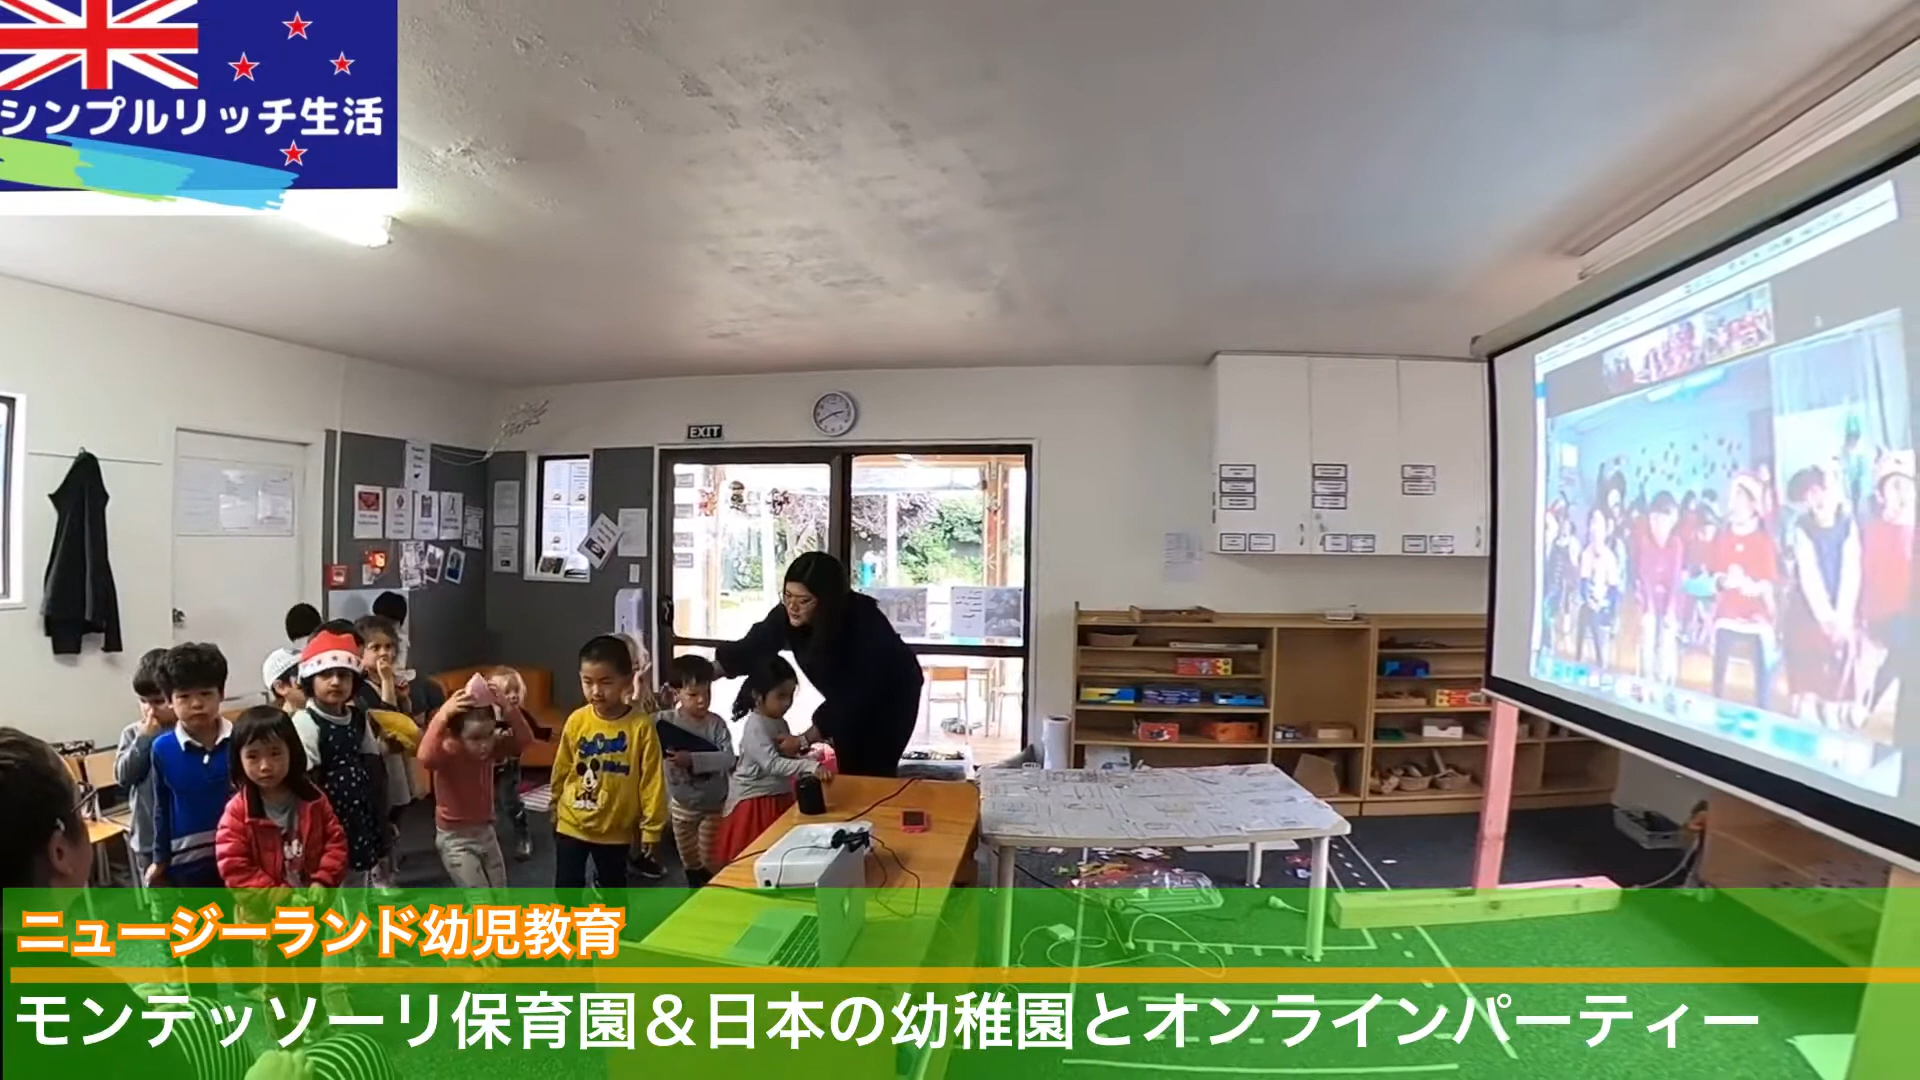 シンプルリッチ生活
EXIT
ニュージーランド幼児教育
モンテッソーリ保育園＆日本の幼稚園とオンラインパーティー